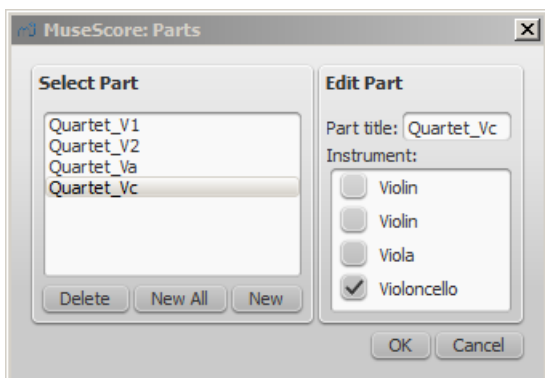 MuseScore: Parts
Select Part
Quartet_V1
Quartet_V2
Quartet_Va
Quartet_Vc
Delete New All New
Edit Part
Part title: Quartet_Vc
Instrument:
Violin
Violin
Viola
Violoncello
OK Cancel